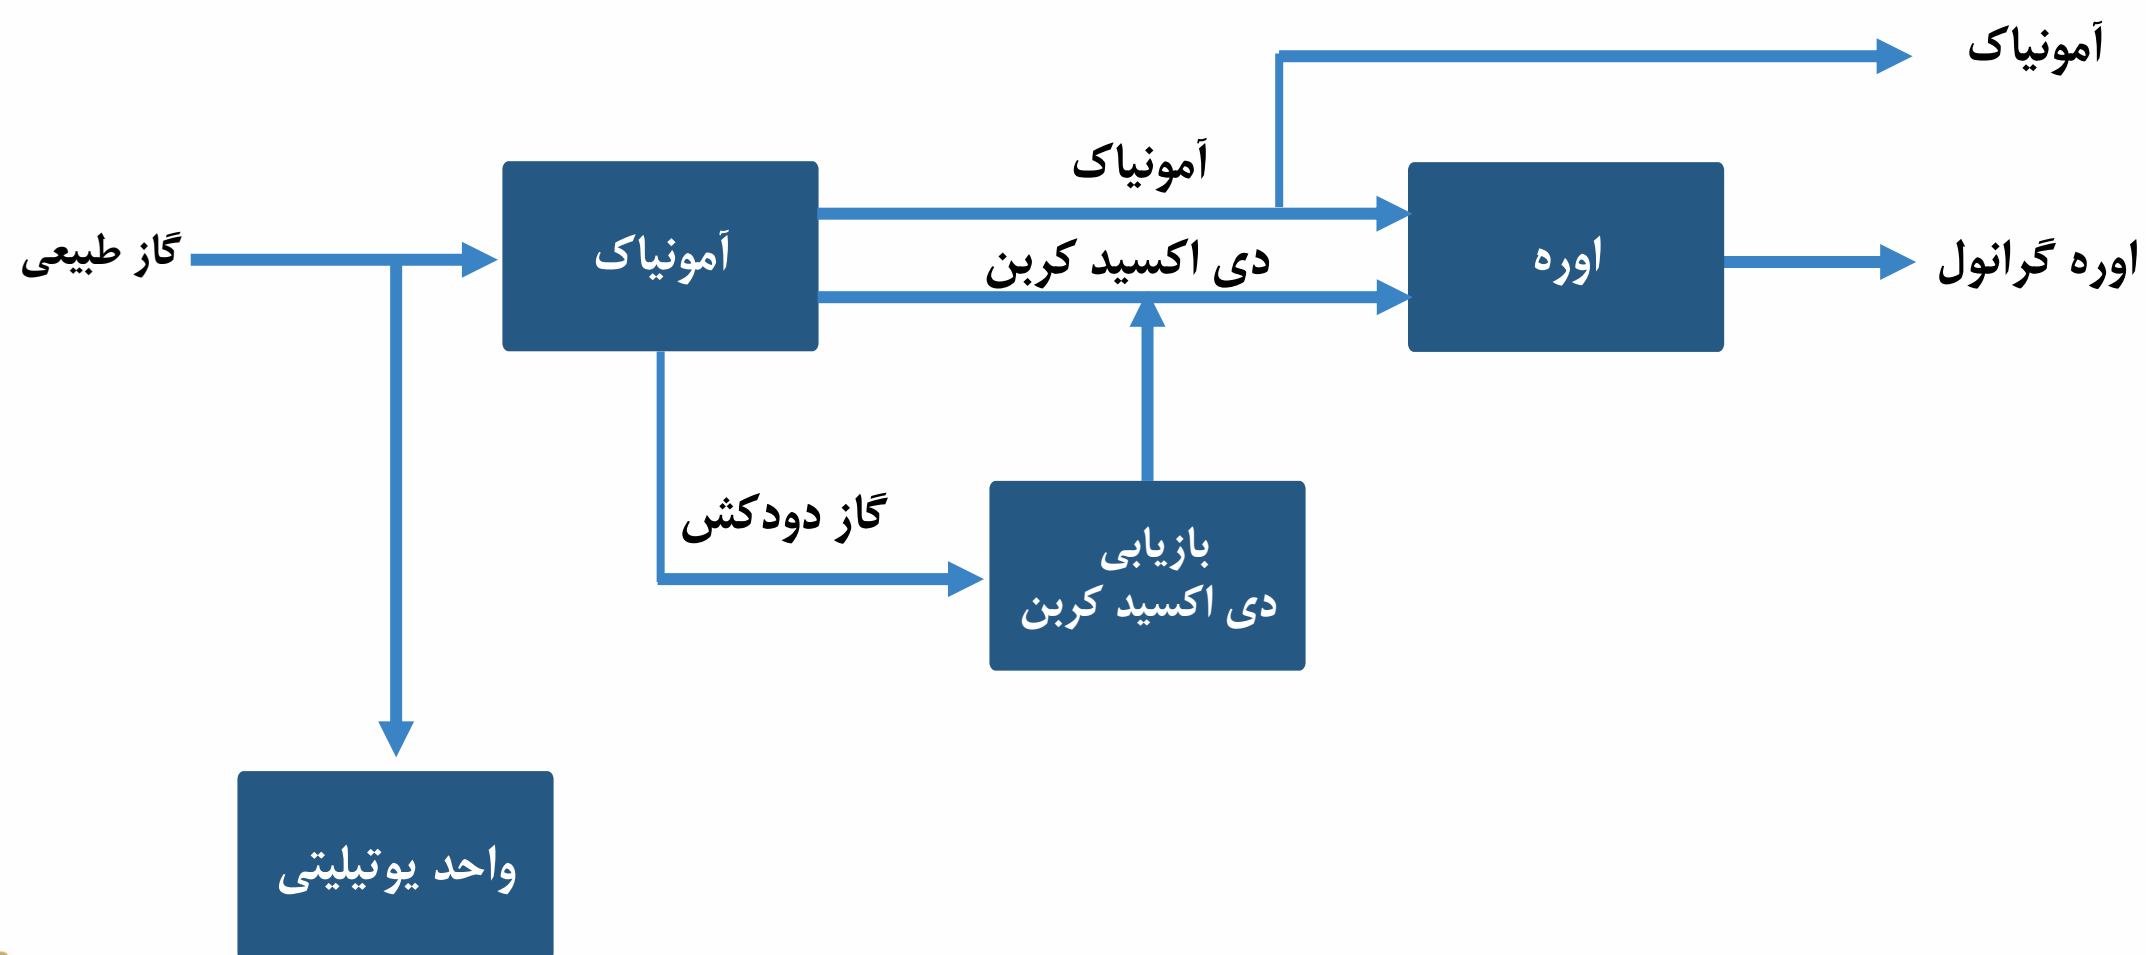 آمونیاک
آمونیاک
گاز طبیعی
آمونیاک
دی اکسید کربن
اوره
اوره گرانول
گاز دودکش
بازیابی
دی اکسید کربن
واحد یوتیلیتی